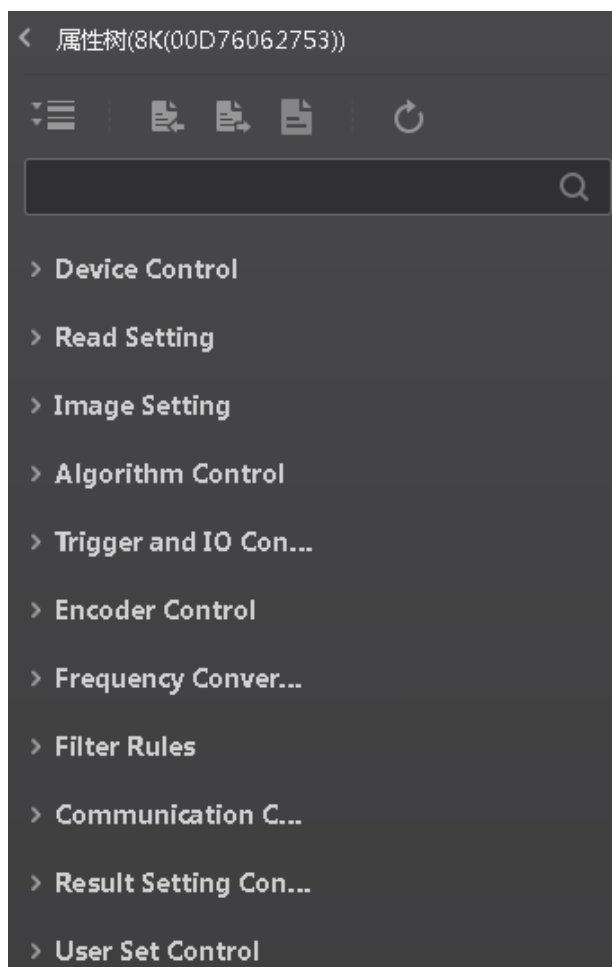 属性树(8K(00D76062753))
Device Control
Read Setting
Image Setting
Algorithm Control
Trigger and IO Con...
Encoder Control
Frequency Conver...
Filter Rules
Communication C...
Result Setting Con...
User Set Control